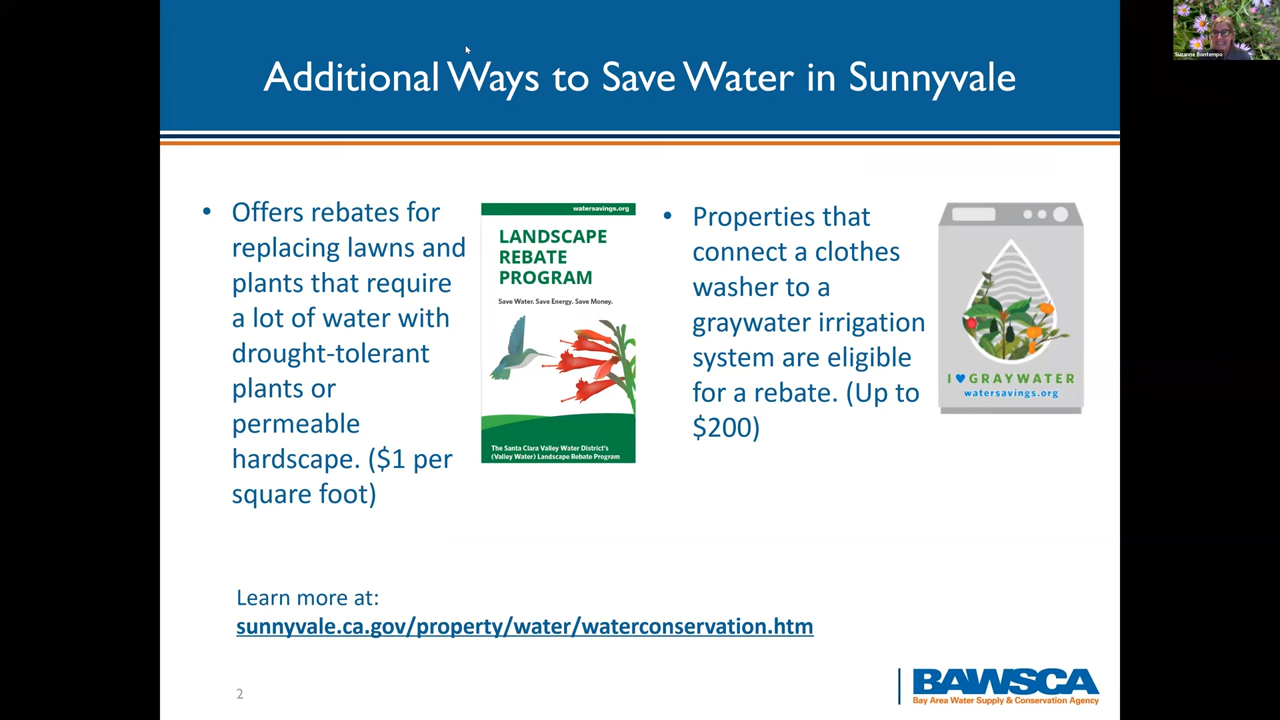 Additional Ways to Save Water in Sunnyvale
Suzanne Bontempo
• Offers rebates for
replacing lawns and
plants that require
a lot of water with
drought-tolerant
plants or
permeable
hardscape. ($1 per
square foot)
watersavings.org
LANDSCAPE
REBATE
PROGRAM
Save Water. Save Energy. Save Money.
The Santa Clara Valley Water District's
(Valley Water) Landscape Rebate Program
• Properties that
connect a clothes
washer to a
graywater irrigation
system are eligible
for a rebate. (Up to
$200)
I♥GRAYWATER
watersavings.org
Learn more at:
sunnyvale.ca.gov/property/water/waterconservation.htm
2
BAWSCA
Bay Area Water Supply & Conservation Agency